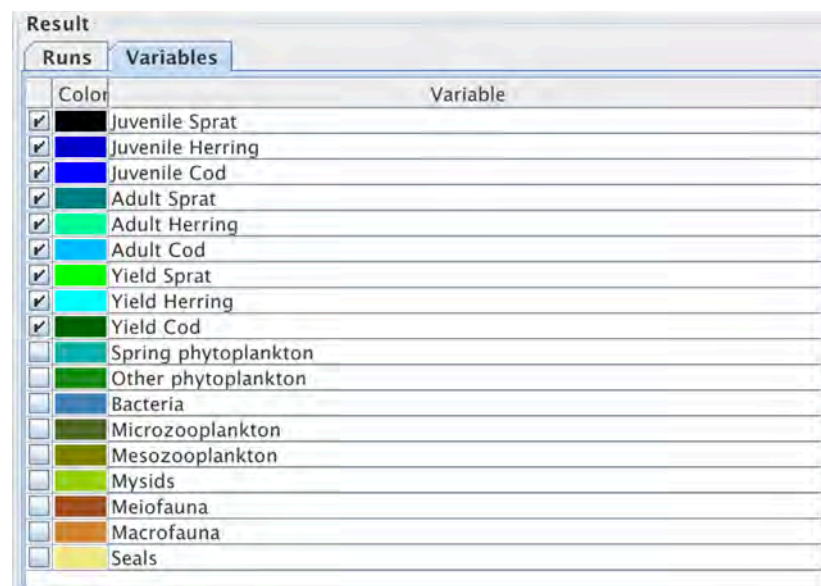 Result
Runs Variables
Color Variable
Juvenile Sprat
Juvenile Herring
Juvenile Cod
Adult Sprat
Adult Herring
Adult Cod
Yield Sprat
Yield Herring
Yield Cod
Spring phytoplankton
Other phytoplankton
Bacteria
Microzooplankton
Mesozooplankton
Mysids
Meiofauna
Macrofauna
Seals